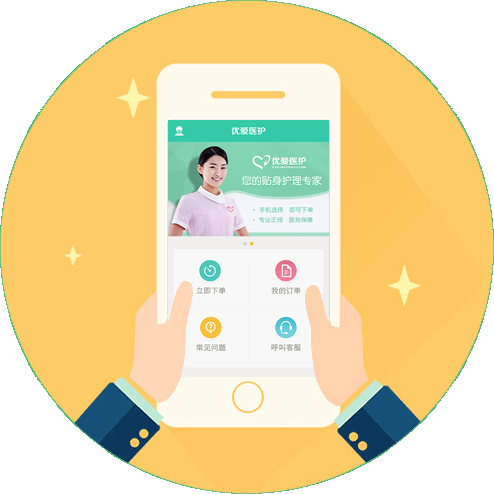 优爱医护
优爱医护
您的贴身护理专家
• 手机选择 即可下单
• 专业正规 服务保障
立即下单
我的订单
常见问题
呼叫客服